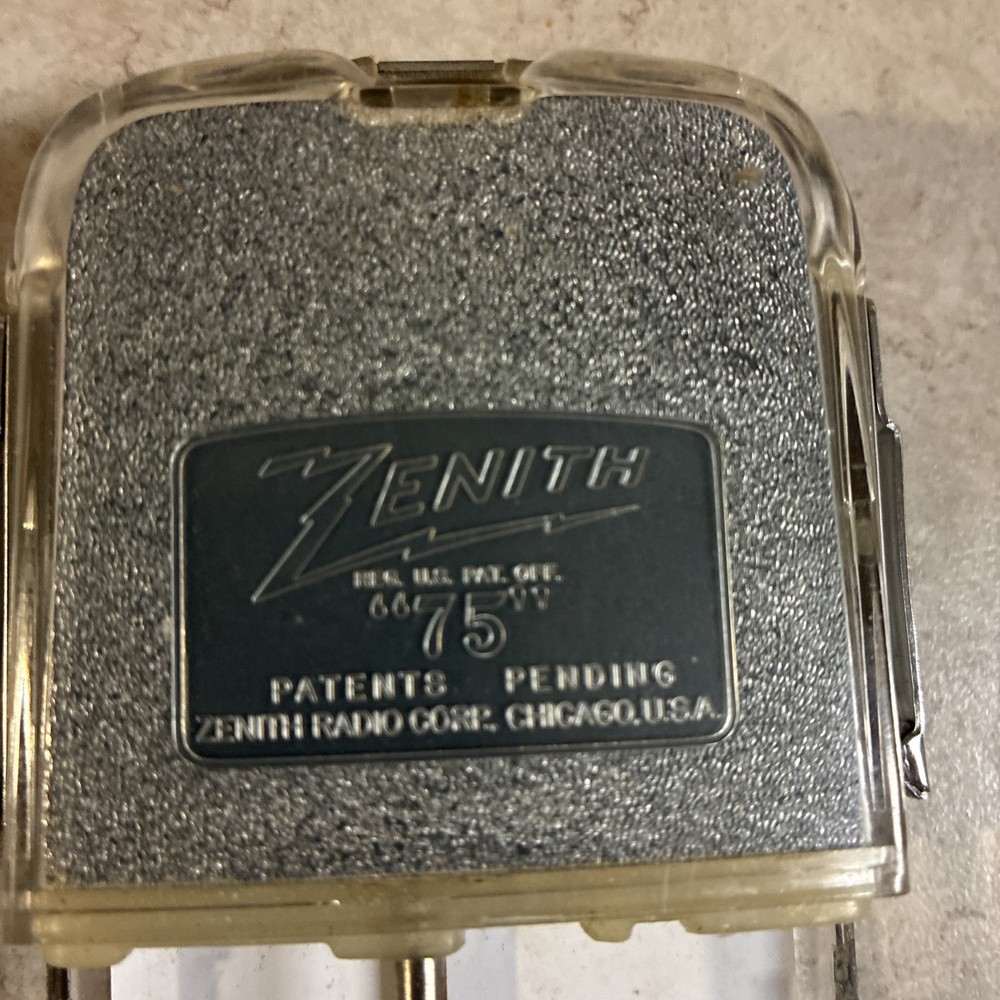 ZENITH
REG. U.S. PAT. OFF.
"75"
PATENTS PENDING
ZENITH RADIO CORP. CHICAGO, U.S.A.